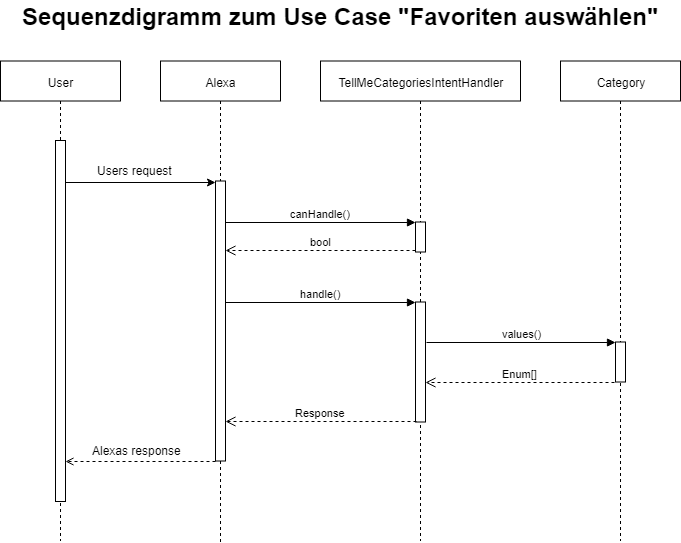 Sequenzdigramm zum Use Case "Favoriten auswählen"
User
Alexa
TellMeCategoriesIntentHandler
Category
Users request
canHandle()
bool
handle()
values()
Enum[]
Response
Alexas response